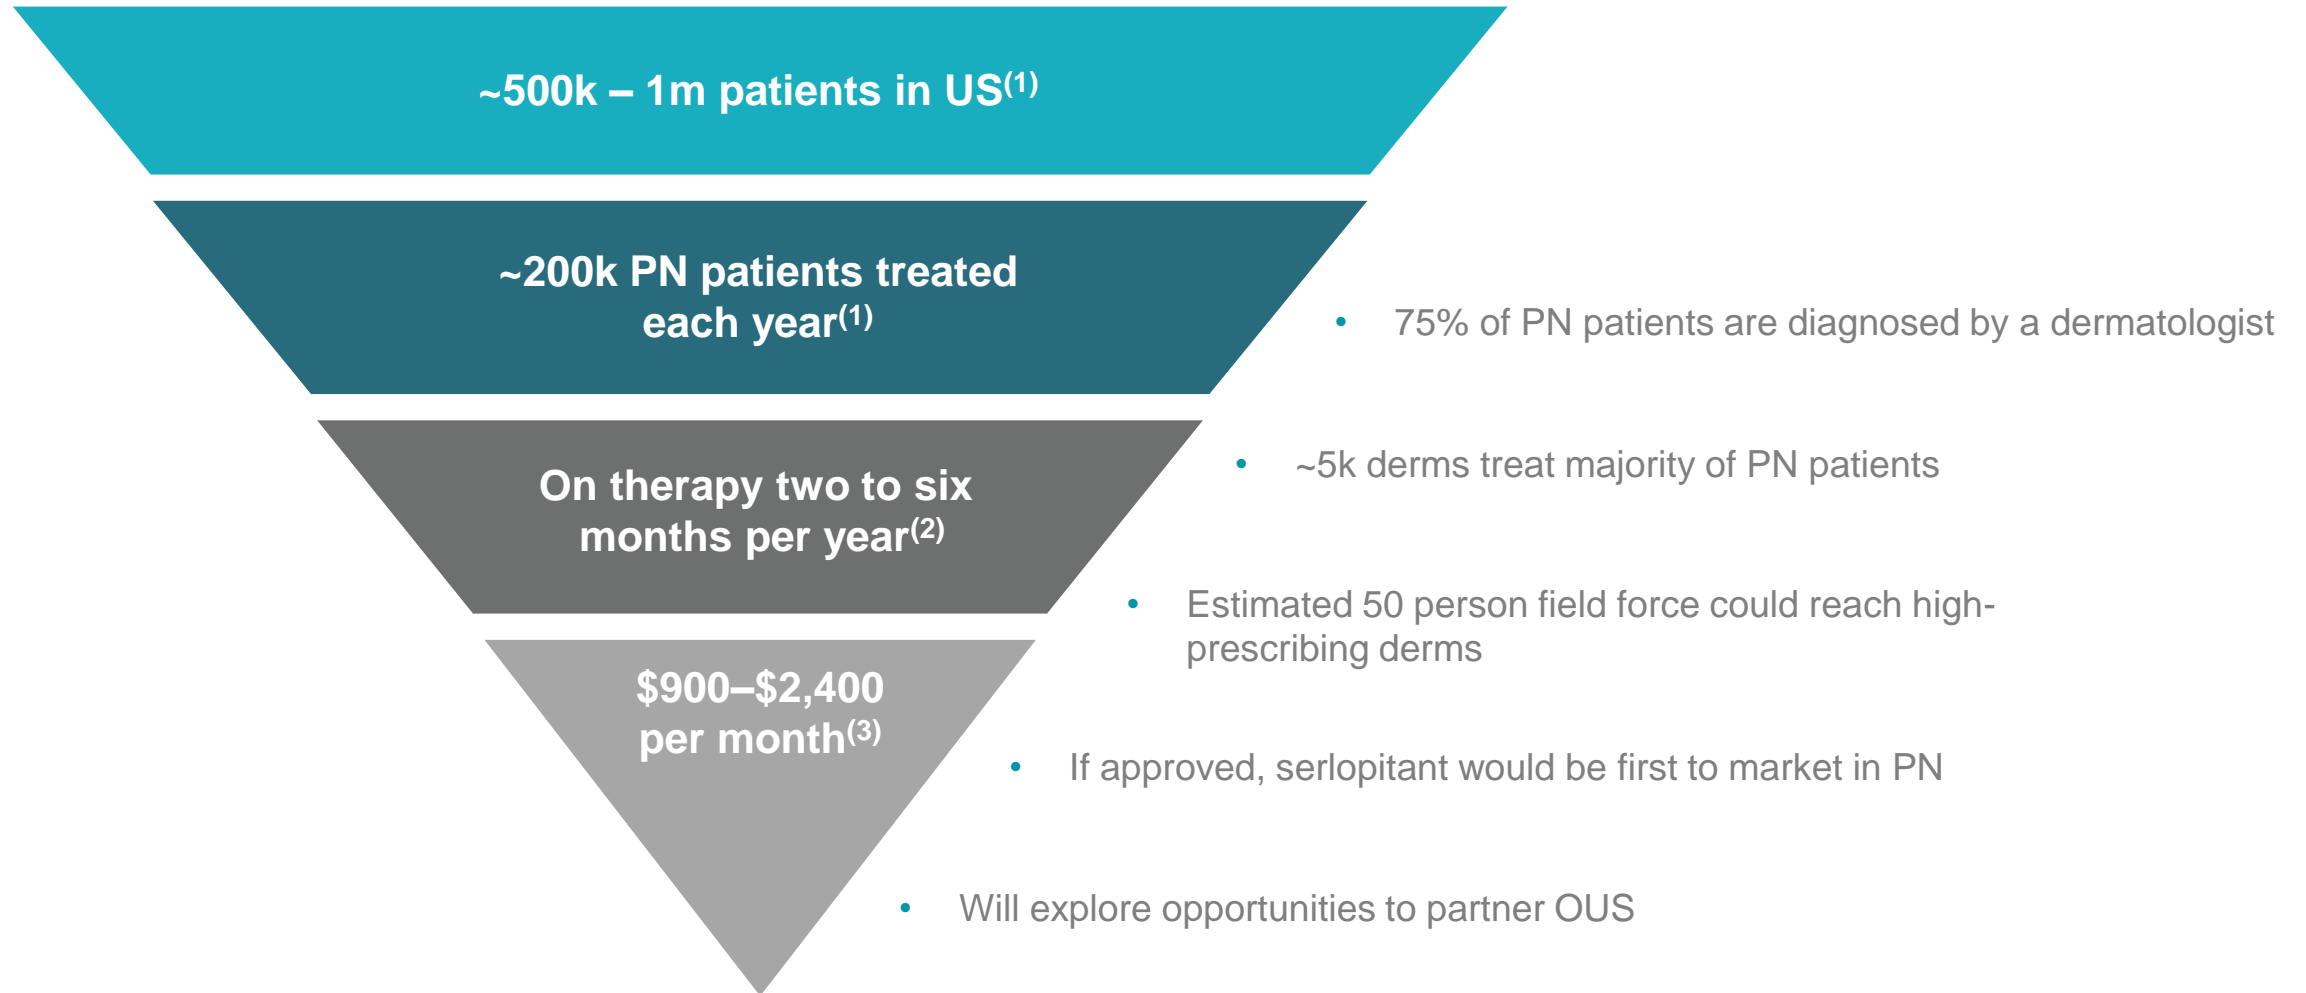 ~500k – 1m patients in US(1)
~200k PN patients treated
each year(1)
• 75% of PN patients are diagnosed by a dermatologist
On therapy two to six
months per year(2)
• ~5k derms treat majority of PN patients
• Estimated 50 person field force could reach high-
prescribing derms
$900–$2,400
per month(3)
• If approved, serlopitant would be first to market in PN
• Will explore opportunities to partner OUS